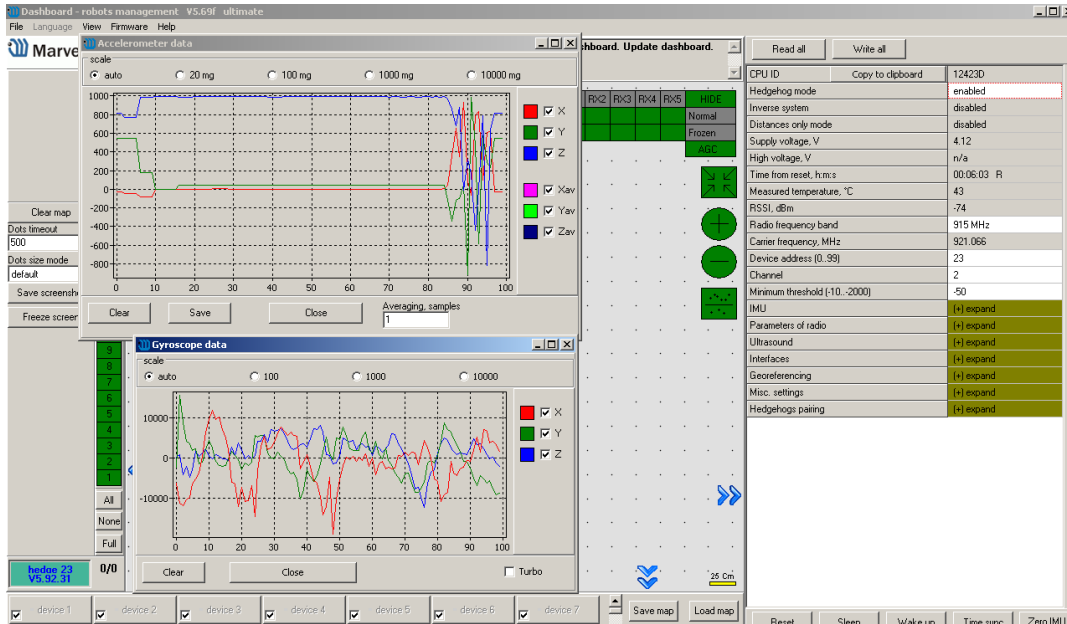 Dashboard - robots management V5.69f ultimate
File Language View Firmware Help
Marve
shboard. Update dashboard.
Accelerometer data
scale
auto 20 mg 100 mg 1000 mg 10000 mg
1000
800
600
400
200
0
-200
-400
-600
-800
0 10 20 30 40 50 60 70 80 90 100
X
Y
Z
Xav
Yav
Zav
Clear Save Close
Averaging, samples
1
Clear map
Dots timeout
500
Dots size mode
default
Save screensh
Freeze screer
RX2 RX3 RX4 RX5 HIDE
Normal
Frozen
AGC
Gyroscope data
scale
auto 100 1000 10000
10000
0
-10000
0 10 20 30 40 50 60 70 80 90 100
X
Y
Z
Clear Close Turbo
9
8
7
6
5
4
3
2
1
All
None
Full
0/0
hedge 23
V5.92.31
25 Cm
device 1 device 2 device 3 device 4 device 5 device 6 device 7
Save map Load map
Read all Write all
CPU ID Copy to clipboard 12423D
Hedgehog mode enabled
Inverse system disabled
Distances only mode disabled
Supply voltage, V 4.12
High voltage, V n/a
Time from reset, h:m:s 00:06:03 R
Measured temperature, °C 43
RSSI, dBm -74
Radio frequency band 915 MHz
Carrier frequency, MHz 921.066
Device address (0..99) 23
Channel 2
Minimum threshold (-10..-2000) -50
IMU (+) expand
Parameters of radio (+) expand
Ultrasound (+) expand
Interfaces (+) expand
Georeferencing (+) expand
Misc. settings (+) expand
Hedgehogs pairing (+) expand
Reset Sleep Wake up Time sync Zero IMU